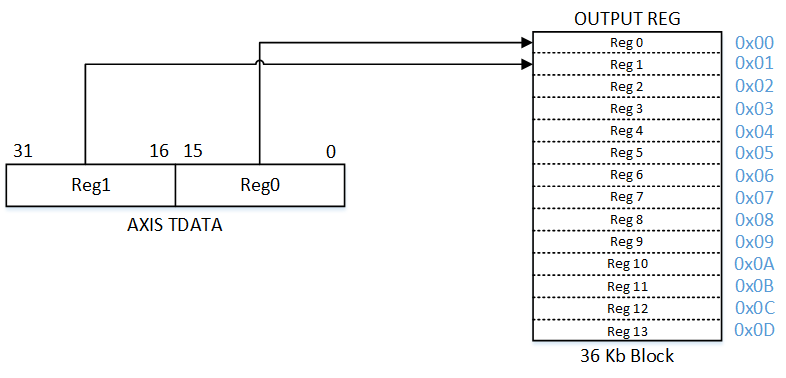 OUTPUT REG
Reg 0 0x00
Reg 1 0x01
Reg 2 0x02
Reg 3 0x03
Reg 4 0x04
Reg 5 0x05
Reg 6 0x06
Reg 7 0x07
Reg 8 0x08
Reg 9 0x09
Reg 10 0x0A
Reg 11 0x0B
Reg 12 0x0C
Reg 13 0x0D
36 Kb Block
31 16 15 0
Reg1 Reg0
AXIS TDATA